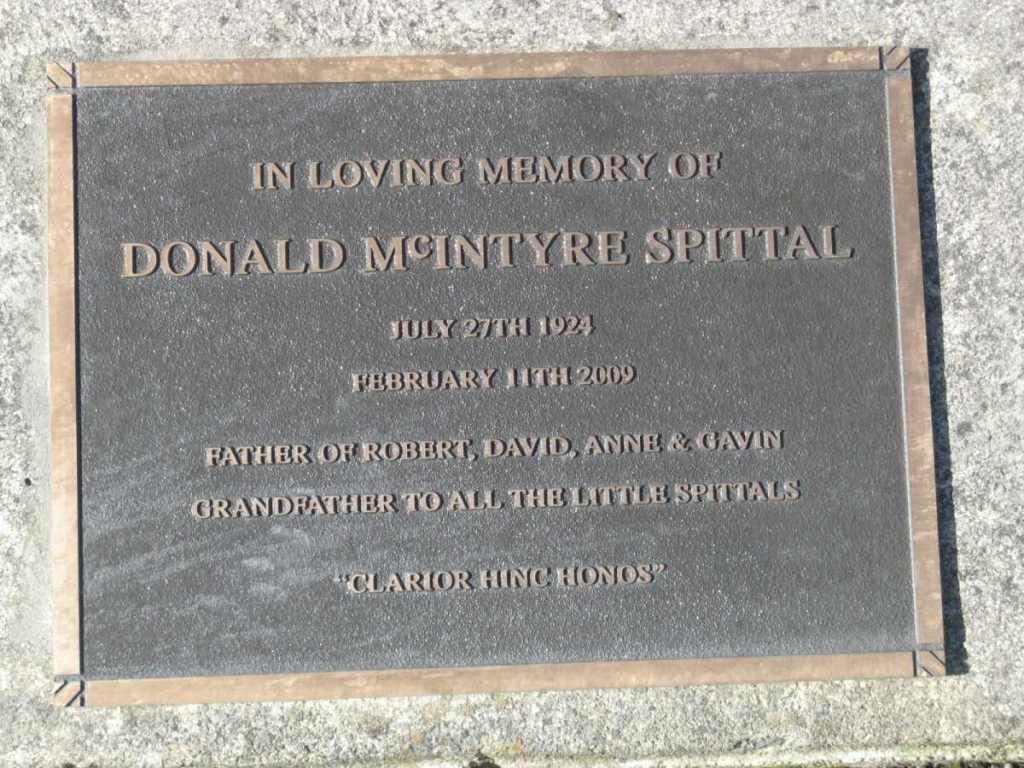 IN LOVING MEMORY OF
DONALD McINTYRE SPITTAL
JULY 27TH 1924
FEBRUARY 11TH 2009
FATHER OF ROBERT, DAVID, ANNE & GAVIN
GRANDFATHER TO ALL THE LITTLE SPITTALS
"CLARIOR HINC HONOS"